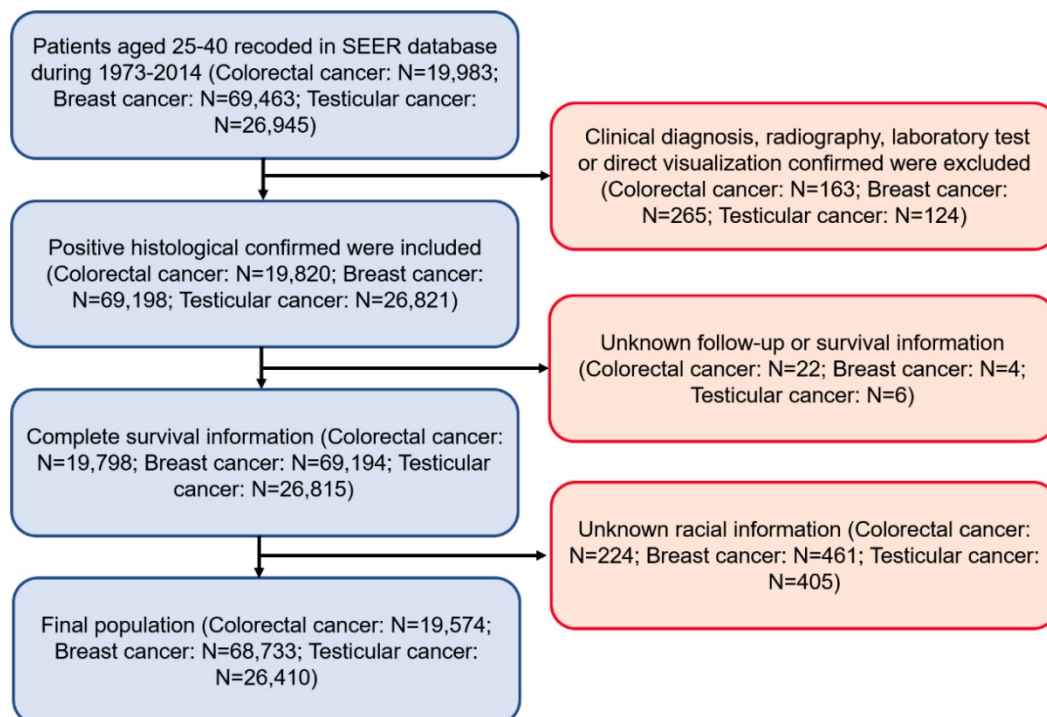 Patients aged 25-40 recoded in SEER database
during 1973-2014 (Colorectal cancer: N=19,983;
Breast cancer: N=69,463; Testicular cancer:
N=26,945)
Clinical diagnosis, radiography, laboratory test
or direct visualization confirmed were excluded
(Colorectal cancer: N=163; Breast cancer:
N=265; Testicular cancer: N=124)
Positive histological confirmed were included
(Colorectal cancer: N=19,820; Breast cancer:
N=69,198; Testicular cancer: N=26,821)
Unknown follow-up or survival information
(Colorectal cancer: N=22; Breast cancer: N=4;
Testicular cancer: N=6)
Complete survival information (Colorectal cancer:
N=19,798; Breast cancer: N=69,194; Testicular
cancer: N=26,815)
Unknown racial information (Colorectal cancer:
N=224; Breast cancer: N=461; Testicular cancer:
N=405)
Final population (Colorectal cancer: N=19,574;
Breast cancer: N=68,733; Testicular cancer:
N=26,410)